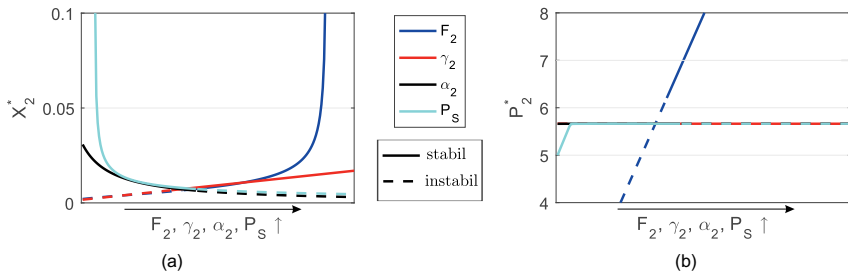 0.1
0.05
0
X*2
F2, γ2, α2, PS ↑
(a)
F2
γ2
α2
PS
stabil
instabil
8
7
6
5
4
P*2
F2, γ2, α2, PS ↑
(b)